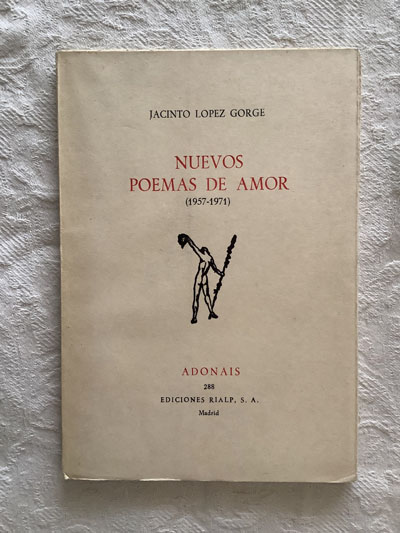 JACINTO LOPEZ GORGE
NUEVOS
POEMAS DE AMOR
(1957-1971)
ADONAIS
288
EDICIONES RIALP, S. A.
Madrid